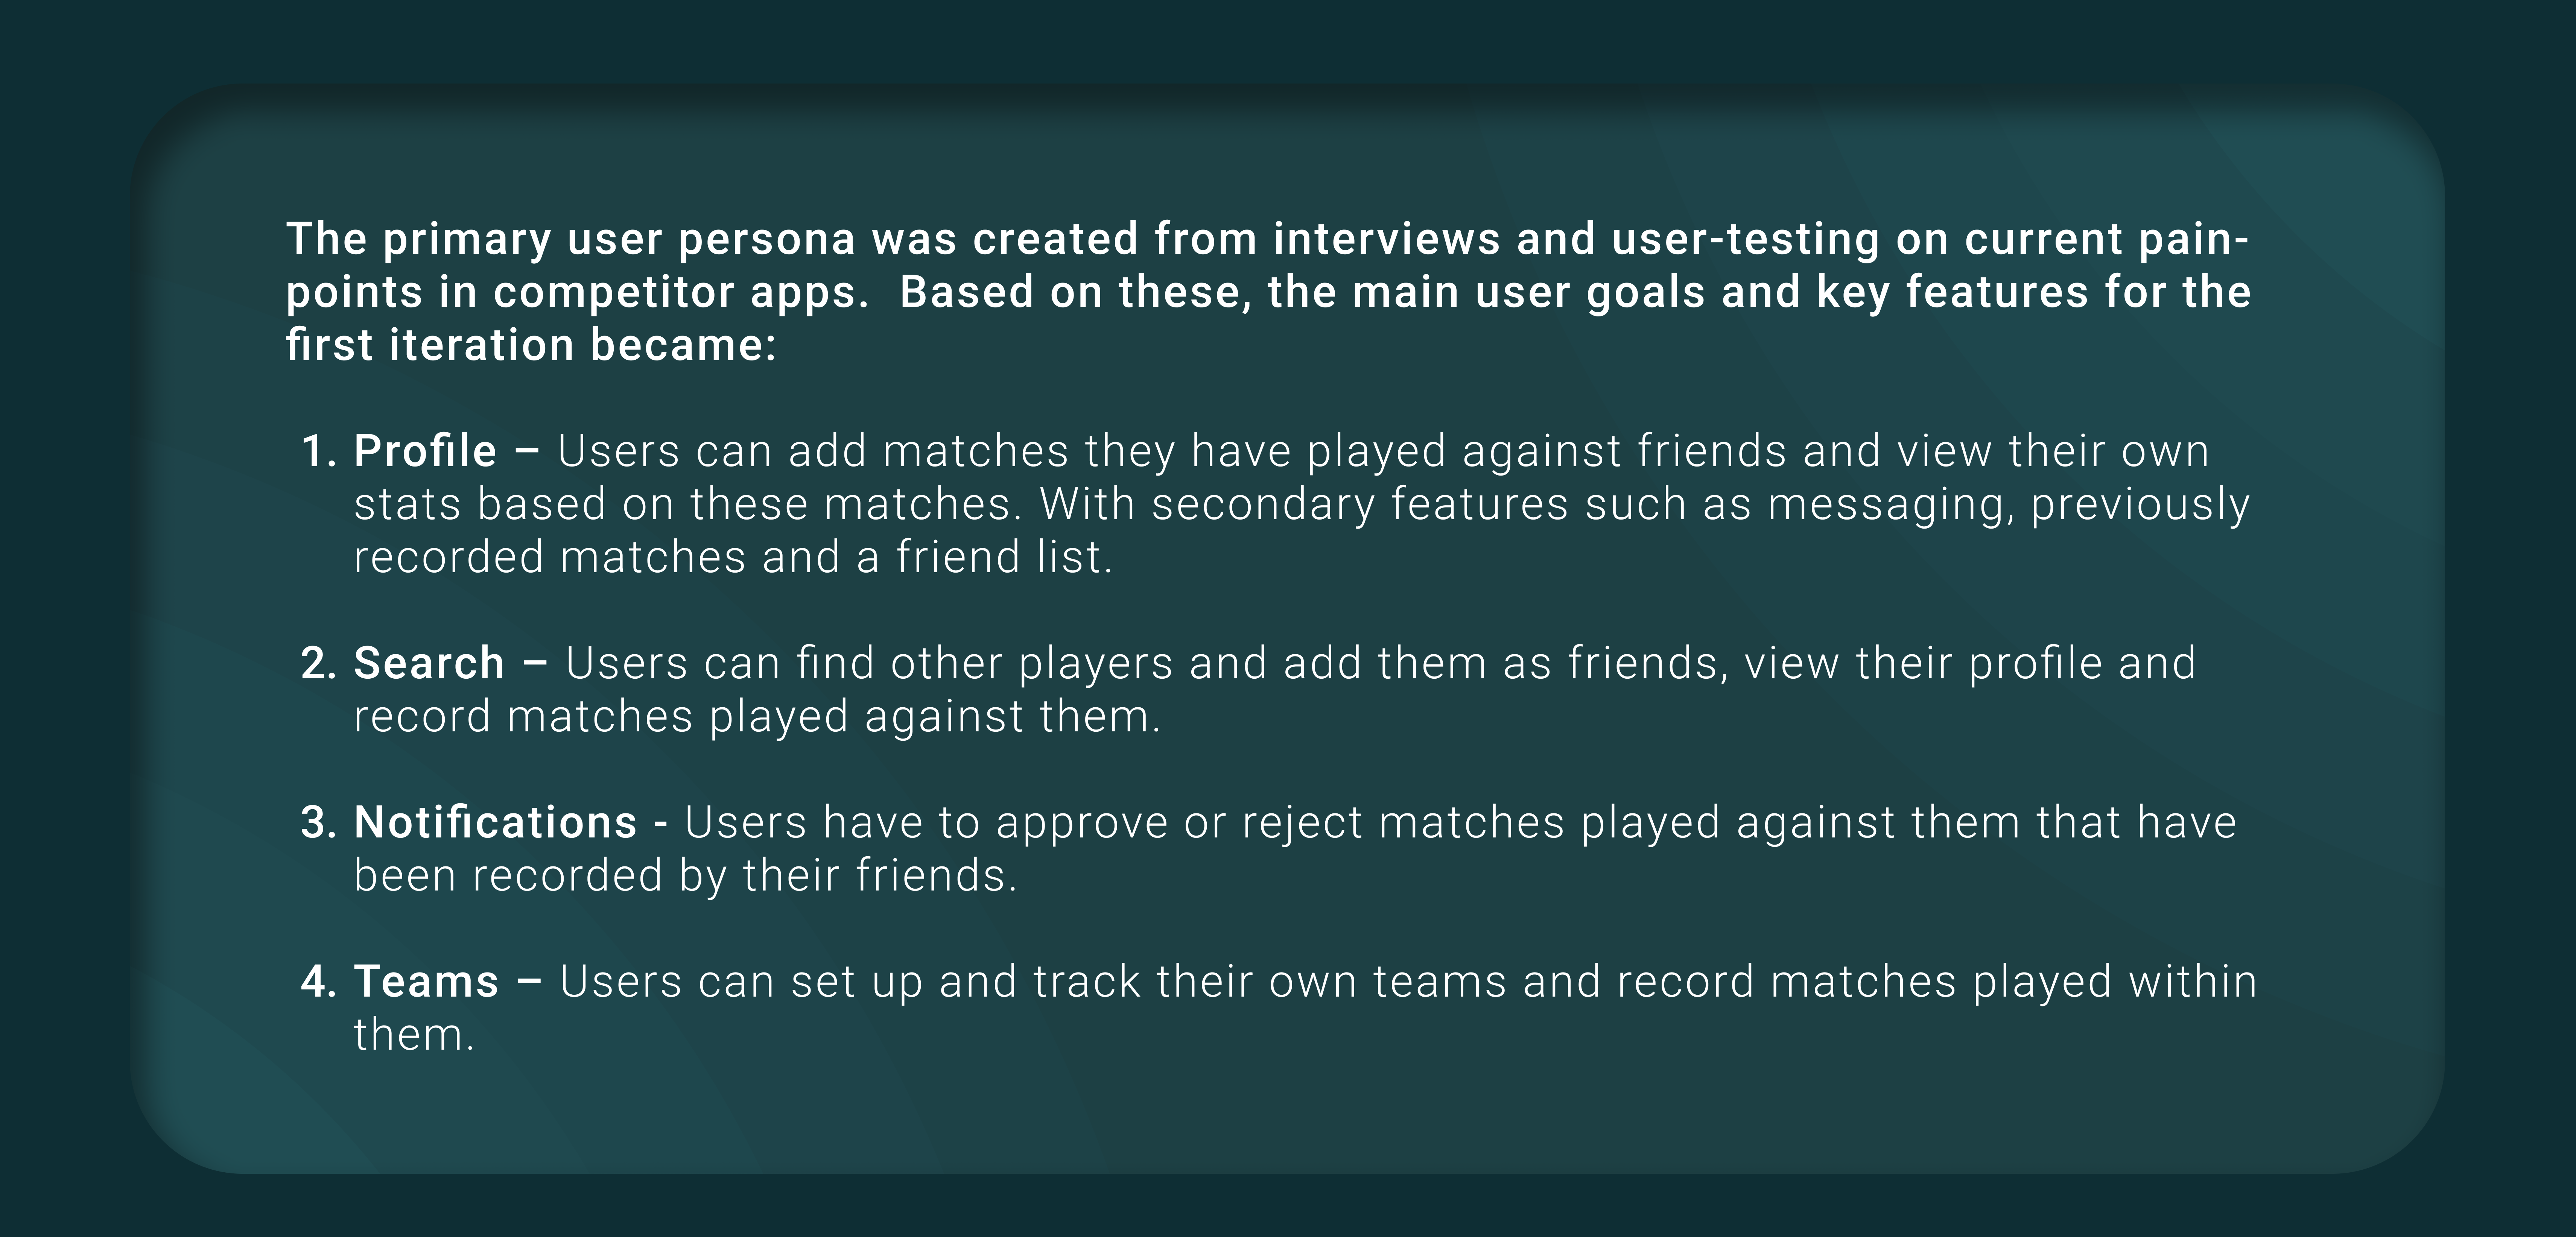 The primary user persona was created from interviews and user-testing on current pain-
points in competitor apps.  Based on these, the main user goals and key features for the
first iteration became:
1. Profile – Users can add matches they have played against friends and view their own
stats based on these matches. With secondary features such as messaging, previously
recorded matches and a friend list.
2. Search – Users can find other players and add them as friends, view their profile and
record matches played against them.
3. Notifications - Users have to approve or reject matches played against them that have
been recorded by their friends.
4. Teams – Users can set up and track their own teams and record matches played within
them.